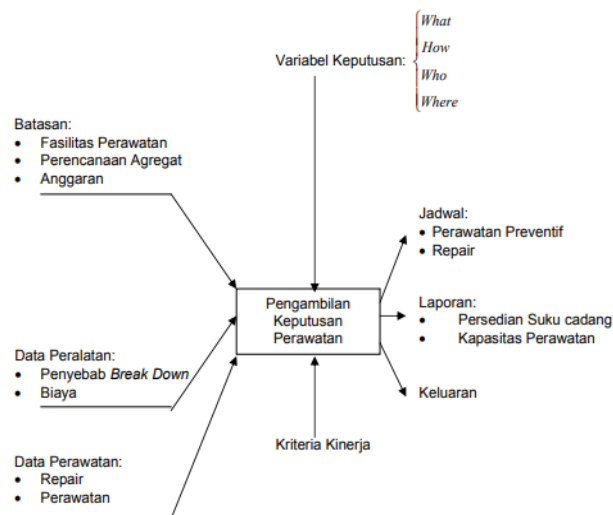 Variabel Keputusan:
What
How
Who
Where
Batasan:
• Fasilitas Perawatan
• Perencanaan Agregat
• Anggaran
Jadwal:
• Perawatan Preventif
• Repair
Pengambilan
Keputusan
Perawatan
Laporan:
• Persedian Suku cadang
• Kapasitas Perawatan
Data Peralatan:
• Penyebab Break Down
• Biaya
Keluaran
Kriteria Kinerja
Data Perawatan:
• Repair
• Perawatan